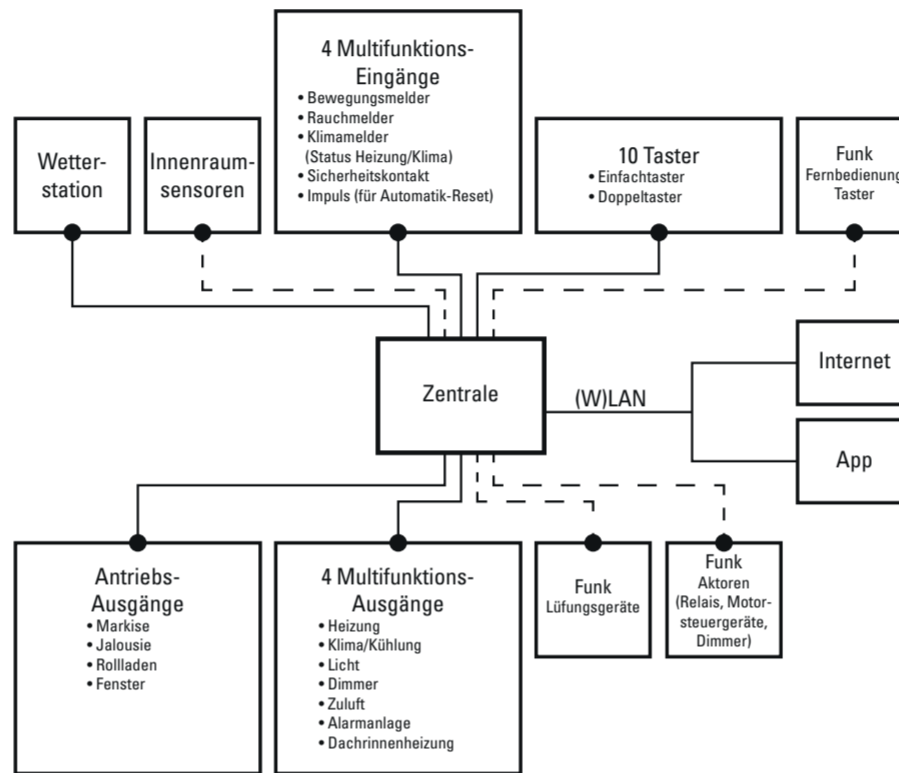 4 Multifunktions-
Eingänge
• Bewegungsmelder
• Rauchmelder
• Klimamelder
(Status Heizung/Klima)
• Sicherheitskontakt
• Impuls (für Automatik-Reset)
Wetter-
station
Innenraum-
sensoren
10 Taster
• Einfachtaster
• Doppeltaster
Funk
Fernbedienung
Taster
Zentrale
(W)LAN
Internet
App
Antriebs-
Ausgänge
• Markise
• Jalousie
• Rollladen
• Fenster
4 Multifunktions-
Ausgänge
• Heizung
• Klima/Kühlung
• Licht
• Dimmer
• Zuluft
• Alarmanlage
• Dachrinnenheizung
Funk
Lüfungsgeräte
Funk
Aktoren
(Relais, Motor-
steuergeräte,
Dimmer)